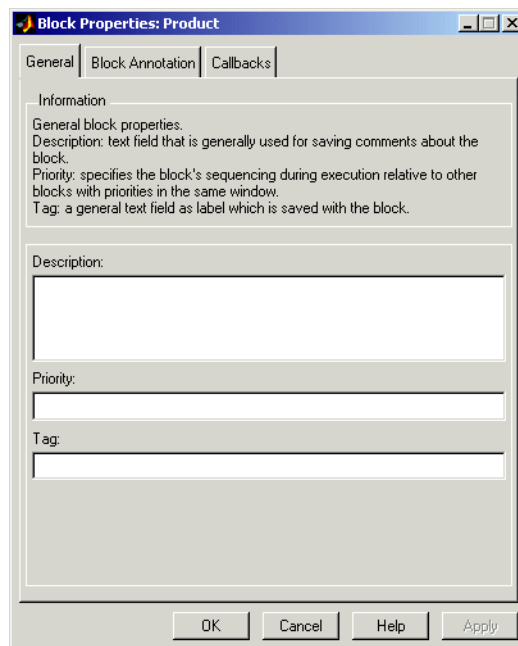 Block Properties: Product
General Block Annotation Callbacks
Information
General block properties.
Description: text field that is generally used for saving comments about the
block.
Priority: specifies the block's sequencing during execution relative to other
blocks with priorities in the same window.
Tag: a general text field as label which is saved with the block.
Description:
Priority:
Tag:
OK Cancel Help Apply